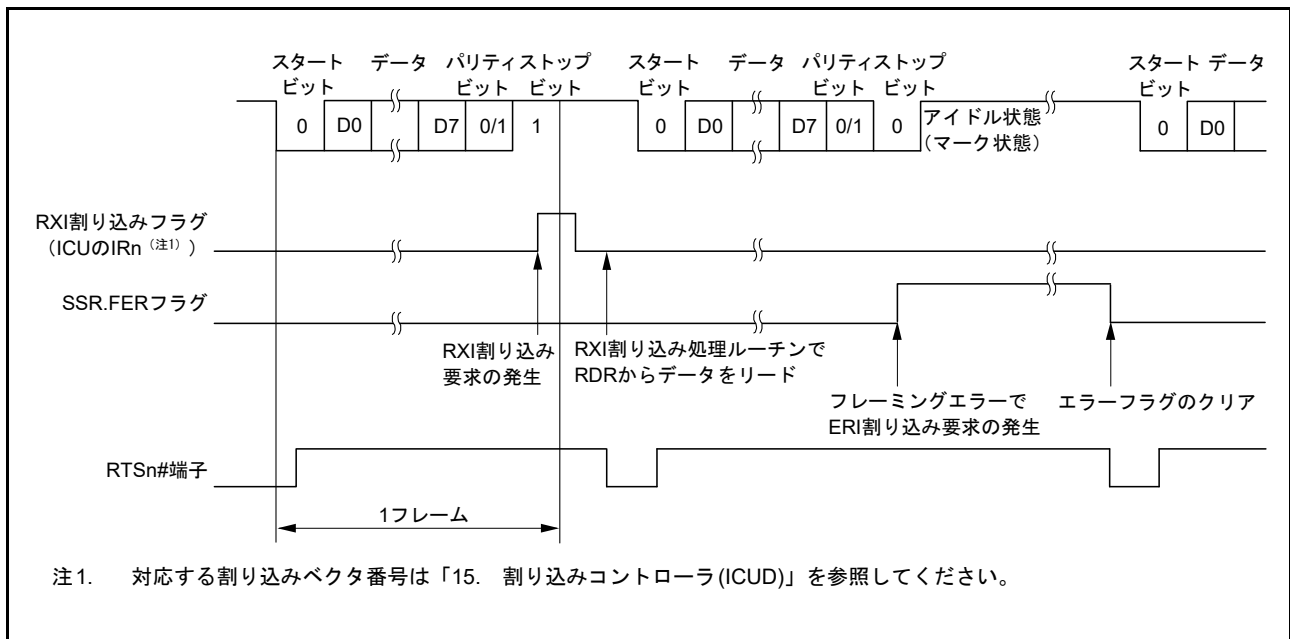 スタート データ パリティ ストップ スタート データ パリティ ストップ スタート データ
ビット ビット ビット ビット ビット ビット ビット
0 D0 D7 0/1 1 0 D0 D7 0/1 0 アイドル状態 0 D0
(マーク状態)
RXI割り込みフラグ
(ICUのIRn (注1) )
SSR.FERフラグ
RXI割り込み
要求の発生
RXI割り込み処理ルーチンで
RDRからデータをリード
フレーミングエラーで
ERI割り込み要求の発生
エラーフラグのクリア
RTSn#端子
1フレーム
注1. 対応する割り込みベクタ番号は「15. 割り込みコントローラ(ICUD)」を参照してください。